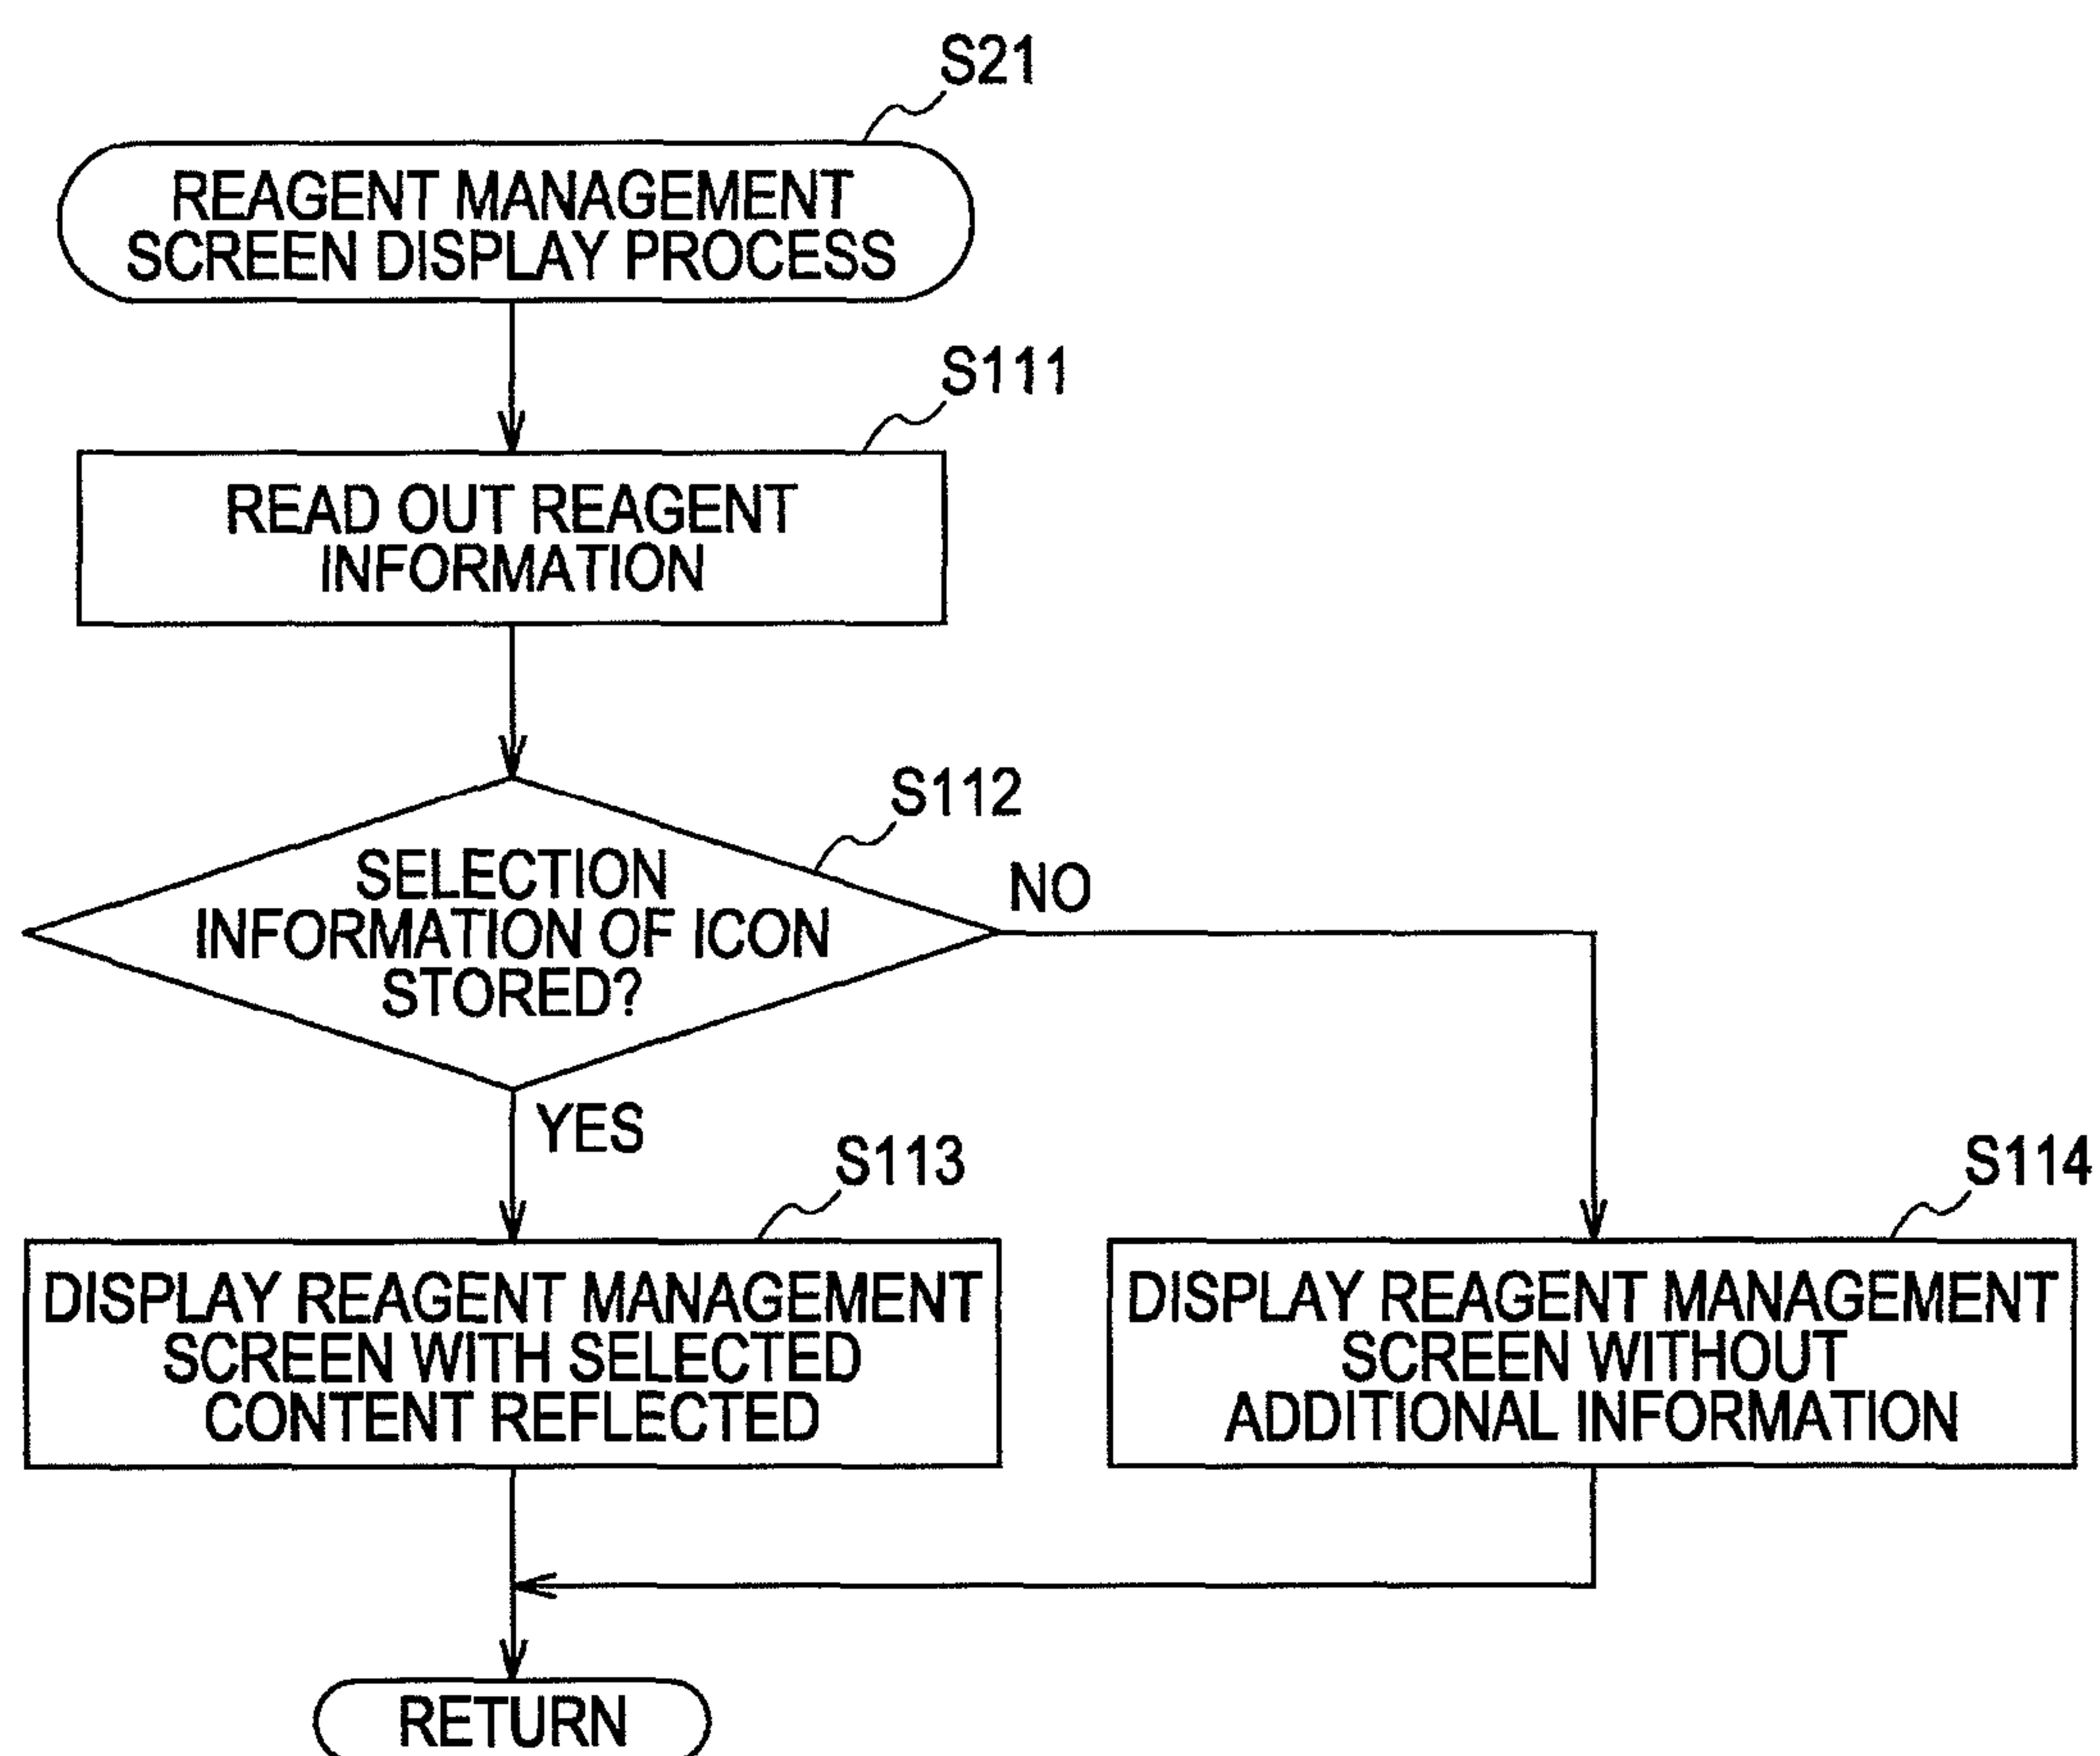 S21
REAGENT MANAGEMENT
SCREEN DISPLAY PROCESS
S111
READ OUT REAGENT
INFORMATION
S112
SELECTION
INFORMATION OF ICON
STORED?
NO
YES
S113
DISPLAY REAGENT MANAGEMENT
SCREEN WITH SELECTED
CONTENT REFLECTED
S114
DISPLAY REAGENT MANAGEMENT
SCREEN WITHOUT
ADDITIONAL INFORMATION
RETURN